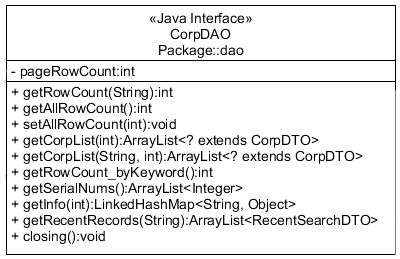 «Java Interface»
CorpDAO
Package::dao
- pageRowCount:int
+ getRowCount(String):int
+ getAllRowCount():int
+ setAllRowCount(int):void
+ getCorpList(int):ArrayList<? extends CorpDTO>
+ getCorpList(String, int):ArrayList<? extends CorpDTO>
+ getRowCount_byKeyword():int
+ getSerialNums():ArrayList<Integer>
+ getInfo(int):LinkedHashMap<String, Object>
+ getRecentRecords(String):ArrayList<RecentSearchDTO>
+ closing():void